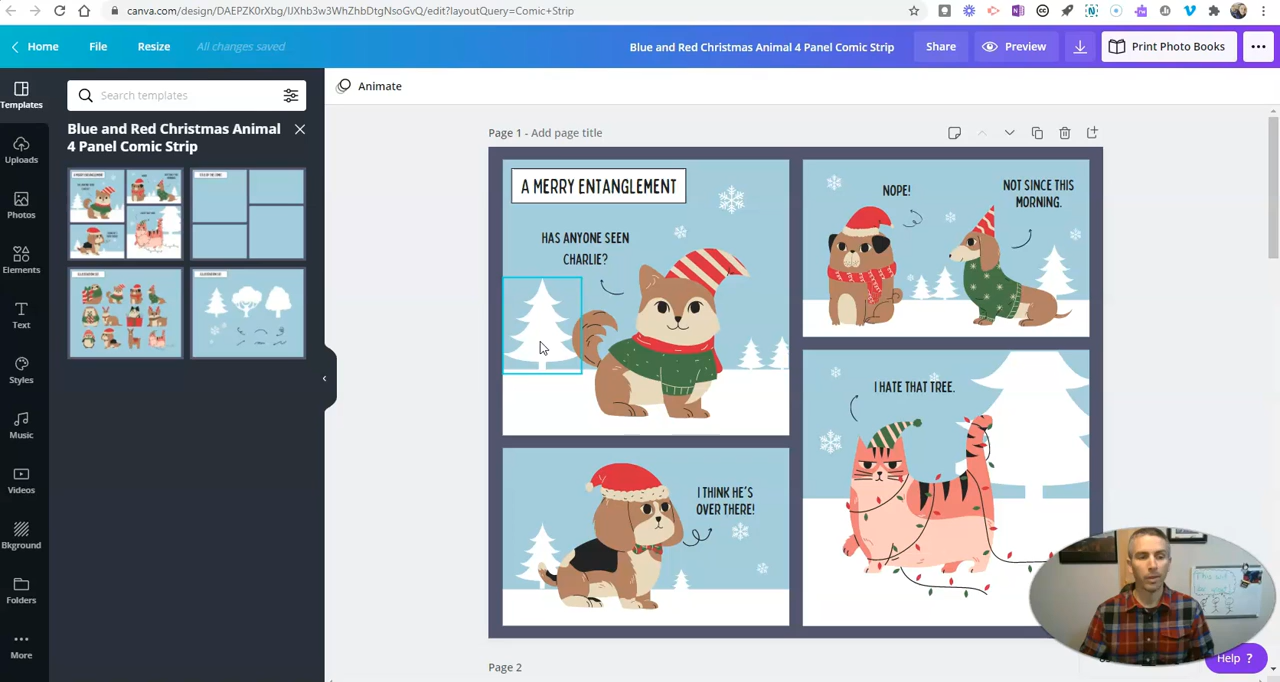 canva.com/design/DAEPZK0rXbg/IJXhb3w3WhZhbDtgNsoGvQ/edit?layoutQuery=Comic+Strip
Home
File
Resize
All changes saved
Blue and Red Christmas Animal 4 Panel Comic Strip
Share
Preview
Print Photo Books
Templates
Uploads
Photos
Elements
Text
Styles
Music
Videos
Bkground
Folders
More
Search templates
Blue and Red Christmas Animal
4 Panel Comic Strip
Animate
Page 1 - Add page title
A MERRY ENTANGLEMENT
HAS ANYONE SEEN
CHARLIE?
NOPE!
NOT SINCE THIS
MORNING.
I THINK HE'S
OVER THERE!
I HATE THAT TREE.
Page 2
Help ?